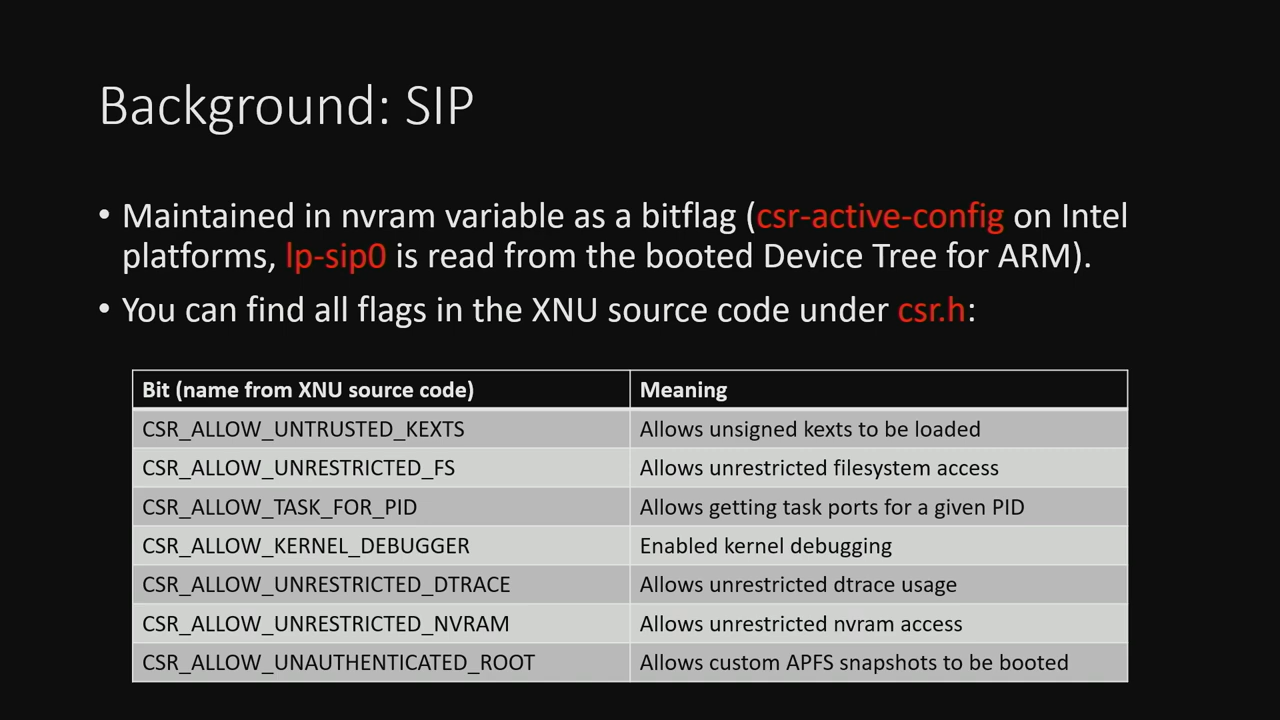 Background: SIP
• Maintained in nvram variable as a bitflag (csr-active-config on Intel
platforms, lp-sip0 is read from the booted Device Tree for ARM).
• You can find all flags in the XNU source code under csr.h:
Bit (name from XNU source code) Meaning
CSR_ALLOW_UNTRUSTED_KEXTS Allows unsigned kexts to be loaded
CSR_ALLOW_UNRESTRICTED_FS Allows unrestricted filesystem access
CSR_ALLOW_TASK_FOR_PID Allows getting task ports for a given PID
CSR_ALLOW_KERNEL_DEBUGGER Enabled kernel debugging
CSR_ALLOW_UNRESTRICTED_DTRACE Allows unrestricted dtrace usage
CSR_ALLOW_UNRESTRICTED_NVRAM Allows unrestricted nvram access
CSR_ALLOW_UNAUTHENTICATED_ROOT Allows custom APFS snapshots to be booted